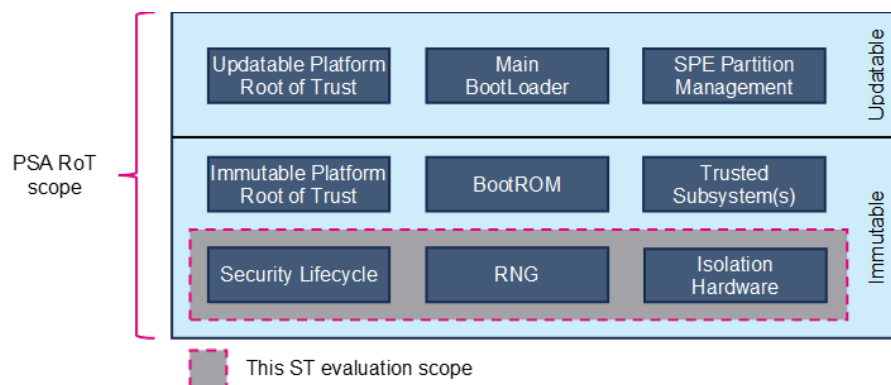 Updatable Platform
Root of Trust
Main
BootLoader
SPE Partition
Management
Updatable
PSA RoT
scope
Immutable Platform
Root of Trust
BootROM
Trusted
Subsystem(s)
Security Lifecycle
RNG
Isolation
Hardware
Immutable
This ST evaluation scope